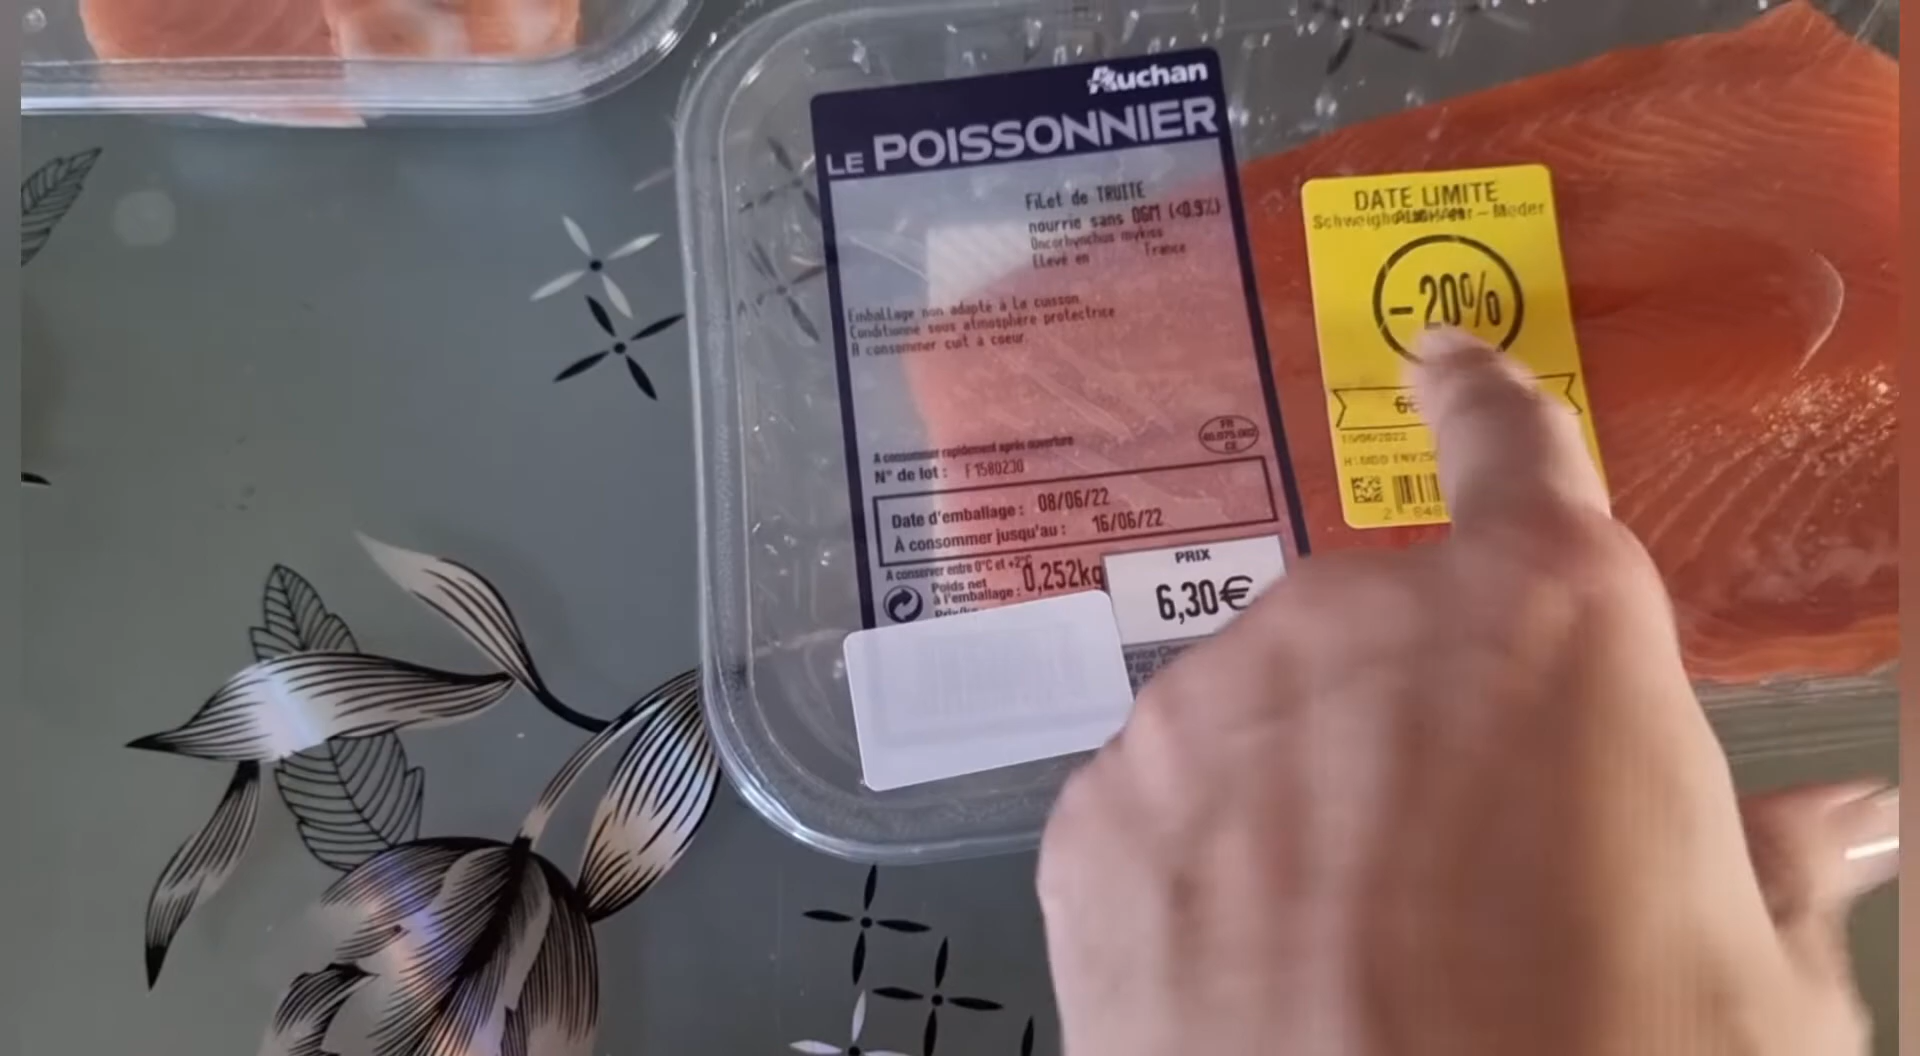 Auchan
LE POISSONNIER
FiLet de TRUITE
nourrie sans OGM (<0.9%)
Oncorhynchus mykiss
ELevé en France
EmbaLLage non adapté à La cuisson
Conditionné sous atmosphère protectrice
A consommer cuit à coeur.
A consommer rapidement après ouverture
FR
CE
N° de lot : F1580230
Date d'emballage : 08/06/22
À consommer jusqu'au : 16/06/22
A conserver entre 0°C et +2°C
Poids net
à l'emballage : 0,252kg
PRIX
6,30€
DATE LIMITE
-20%